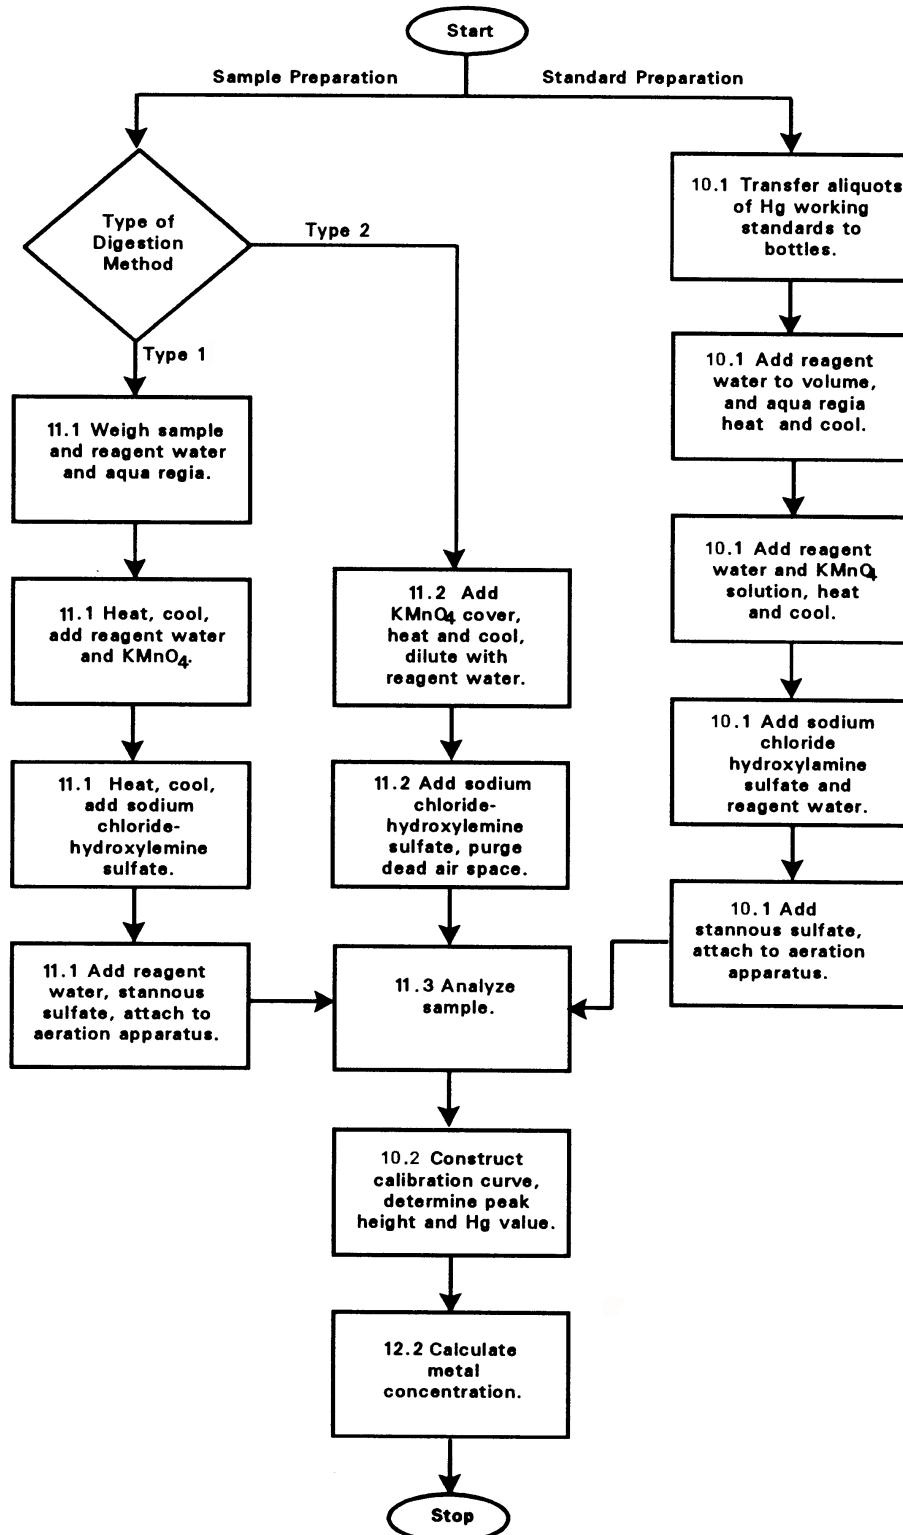 Start
Sample Preparation
Standard Preparation
Type of
Digestion
Method
Type 2
Type 1
11.1 Weigh sample
and reagent water
and aqua regia.
11.1 Heat, cool,
add reagent water
and KMnO4.
11.1 Heat, cool,
add sodium
chloride-
hydroxylemine
sulfate.
11.1 Add reagent
water, stannous
sulfate, attach to
aeration apparatus.
11.2 Add
KMnO4 cover,
heat and cool,
dilute with
reagent water.
11.2 Add sodium
chloride-
hydroxylemine
sulfate, purge
dead air space.
10.1 Transfer aliquots
of Hg working
standards to
bottles.
10.1 Add reagent
water to volume,
and aqua regia
heat and cool.
10.1 Add reagent
water and KMnO4
solution, heat
and cool.
10.1 Add sodium
chloride
hydroxylamine
sulfate and
reagent water.
10.1 Add
stannous sulfate,
attach to aeration
apparatus.
11.3 Analyze
sample.
10.2 Construct
calibration curve,
determine peak
height and Hg value.
12.2 Calculate
metal
concentration.
Stop